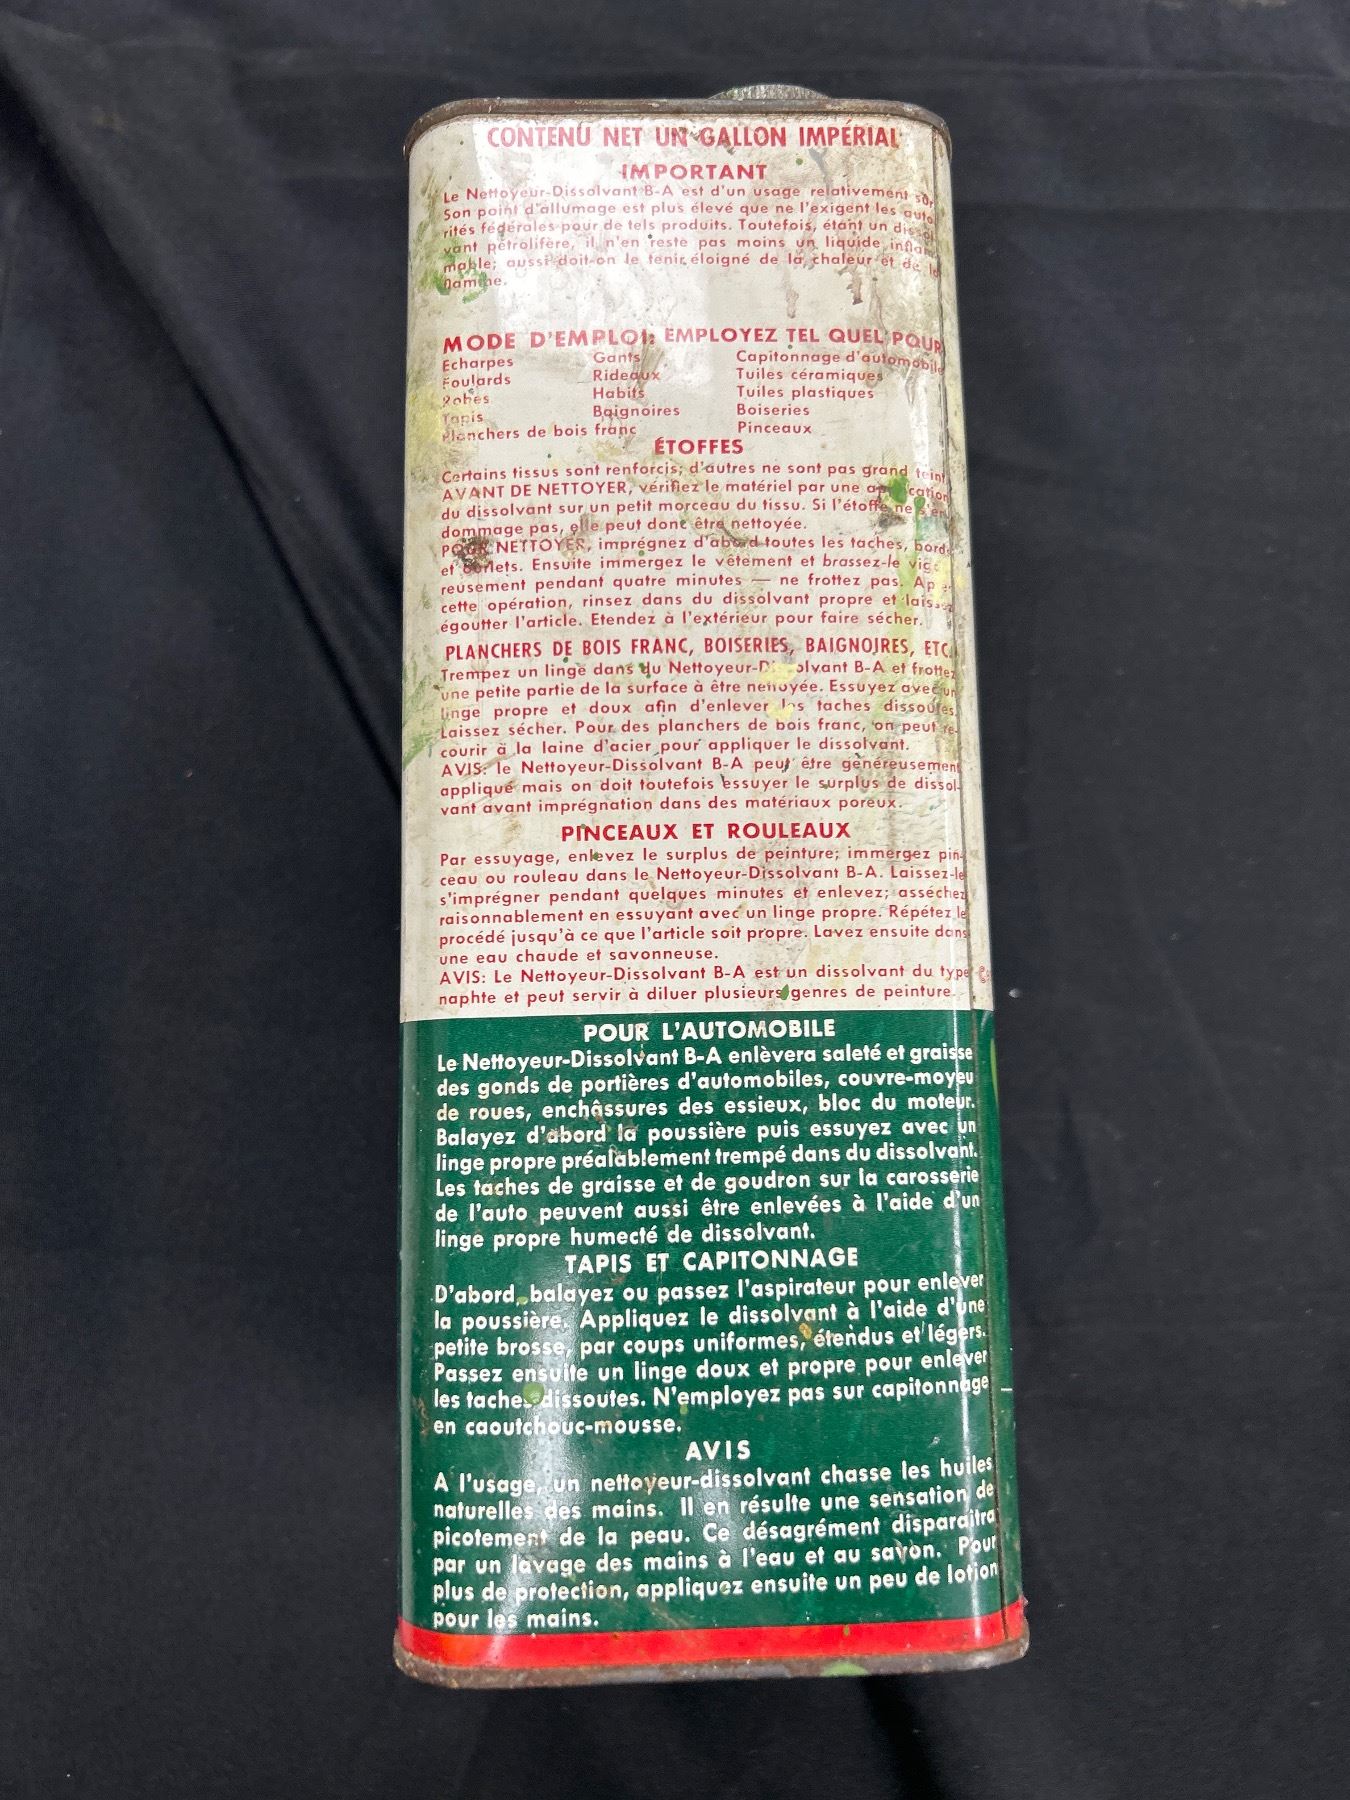 CONTENU NET UN GALLON IMPÉRIAL
IMPORTANT
Le Nettoyeur-Dissolvant B-A est d'un usage relativement sûr
Son point d'allumage est plus élevé que ne l'exigent les auto
rités fédérales pour de tels produits. Toutefois, étant un
vant pétrolifère, il n'en reste pas moins un liquide
mable; aussi doit-on le tenir éloigné de la chaleur et de la
flamme.
MODE D'EMPLOI: EMPLOYEZ TEL QUEL POUR
Echarpes Gants Capitonnage d'automobile
Foulards Rideaux Tuiles céramiques
Robes Habits Tuiles plastiques
Tapis Baignoires Boiseries
Planchers de bois franc Pinceaux
ÉTOFFES
Certains tissus sont renforcis; d'autres ne sont pas grand teint
AVANT DE NETTOYER, vérifiez le matériel par une application
du dissolvant sur un petit morceau du tissu. Si l'étoffe ne s'en
dommage pas, elle peut donc être nettoyée.
POUR NETTOYER, imprégnez d'abord toutes les taches, bords
et ourlets. Ensuite immergez le vêtement et brassez-le
reusement pendant quatre minutes — ne frottez pas.
cette opération, rinsez dans du dissolvant propre et laissez
égoutter l'article. Etendez à l'extérieur pour faire sécher.
PLANCHERS DE BOIS FRANC, BOISERIES, BAIGNOIRES, ETC.
Trempez un linge dans du Nettoyeur-Dissolvant B-A et frottez
une petite partie de la surface à être nettoyée. Essuyez avec un
linge propre et doux afin d'enlever les taches dissoutes.
Laissez sécher. Pour des planchers de bois franc, on peut re-
courir à la laine d'acier pour appliquer le dissolvant.
AVIS: le Nettoyeur-Dissolvant B-A peut être généreusement
appliqué mais on doit toutefois essuyer le surplus de dissol-
vant avant imprégnation dans des matériaux poreux.
PINCEAUX ET ROULEAUX
Par essuyage, enlevez le surplus de peinture; immergez pin-
ceau ou rouleau dans le Nettoyeur-Dissolvant B-A. Laissez-le
s'imprégner pendant quelques minutes et enlevez; asséchez
raisonnablement en essuyant avec un linge propre. Répétez le
procédé jusqu'à ce que l'article soit propre. Lavez ensuite dans
une eau chaude et savonneuse.
AVIS: Le Nettoyeur-Dissolvant B-A est un dissolvant du type
naphte et peut servir à diluer plusieurs genres de peinture.
POUR L'AUTOMOBILE
Le Nettoyeur-Dissolvant B-A enlèvera saleté et graisse
des gonds de portières d'automobiles, couvre-moyeu
de roues, enchâssures des essieux, bloc du moteur.
Balayez d'abord la poussière puis essuyez avec un
linge propre préalablement trempé dans du dissolvant.
Les taches de graisse et de goudron sur la carosserie
de l'auto peuvent aussi être enlevées à l'aide d'un
linge propre humecté de dissolvant.
TAPIS ET CAPITONNAGE
D'abord, balayez ou passez l'aspirateur pour enlever
la poussière. Appliquez le dissolvant à l'aide d'une
petite brosse, par coups uniformes, étendus et légers.
Passez ensuite un linge doux et propre pour enlever
les taches dissoutes. N'employez pas sur capitonnage
en caoutchouc-mousse.
AVIS
A l'usage, un nettoyeur-dissolvant chasse les huiles
naturelles des mains. Il en résulte une sensation de
picotement de la peau. Ce désagrément disparaîtra
par un lavage des mains à l'eau et au savon. Pour
plus de protection, appliquez ensuite un peu de lotion
pour les mains.